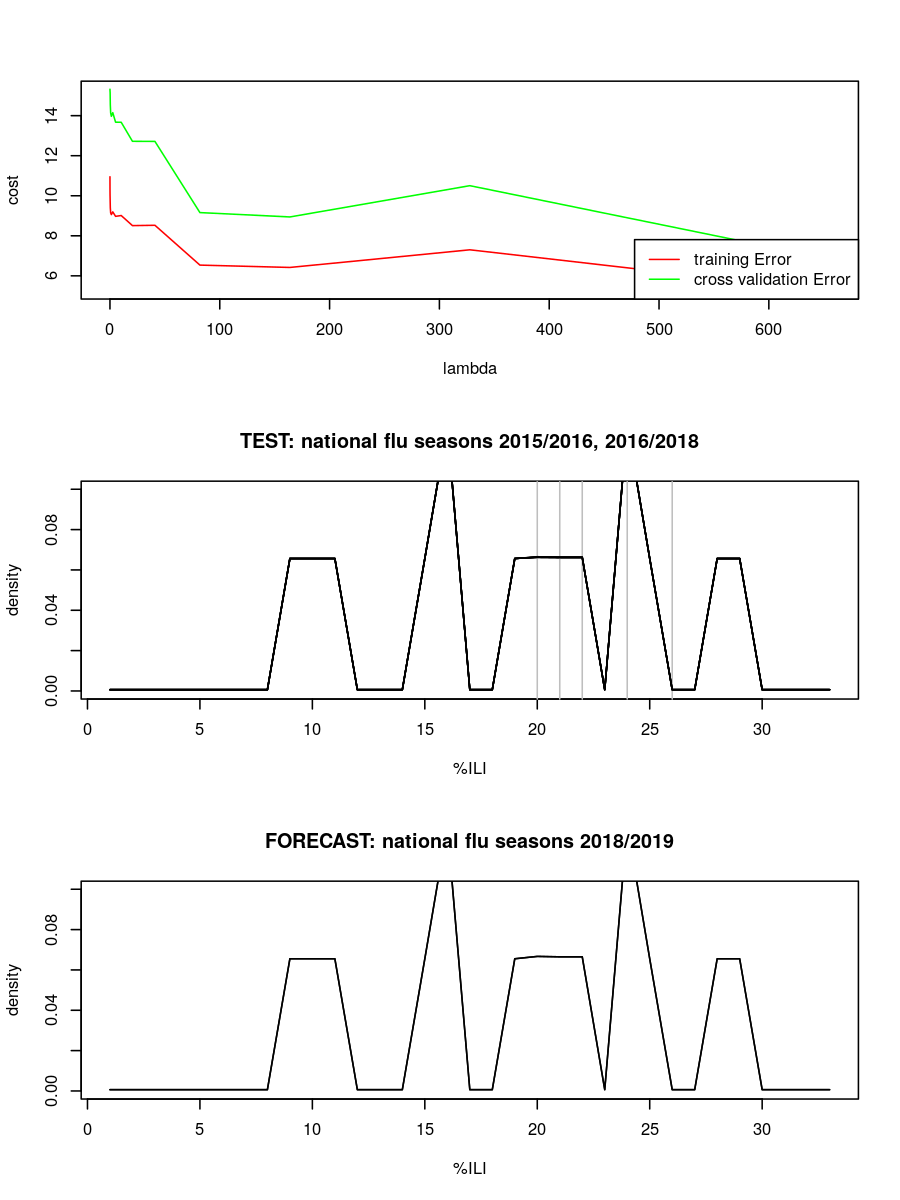 14
12
10
8
6
cost
training Error
cross validation Error
0 100 200 300 400 500 600
lambda
TEST: national flu seasons 2015/2016, 2016/2018
0.08
0.04
0.00
density
0 5 10 15 20 25 30
%ILI
FORECAST: national flu seasons 2018/2019
0.08
0.04
0.00
density
0 5 10 15 20 25 30
%ILI